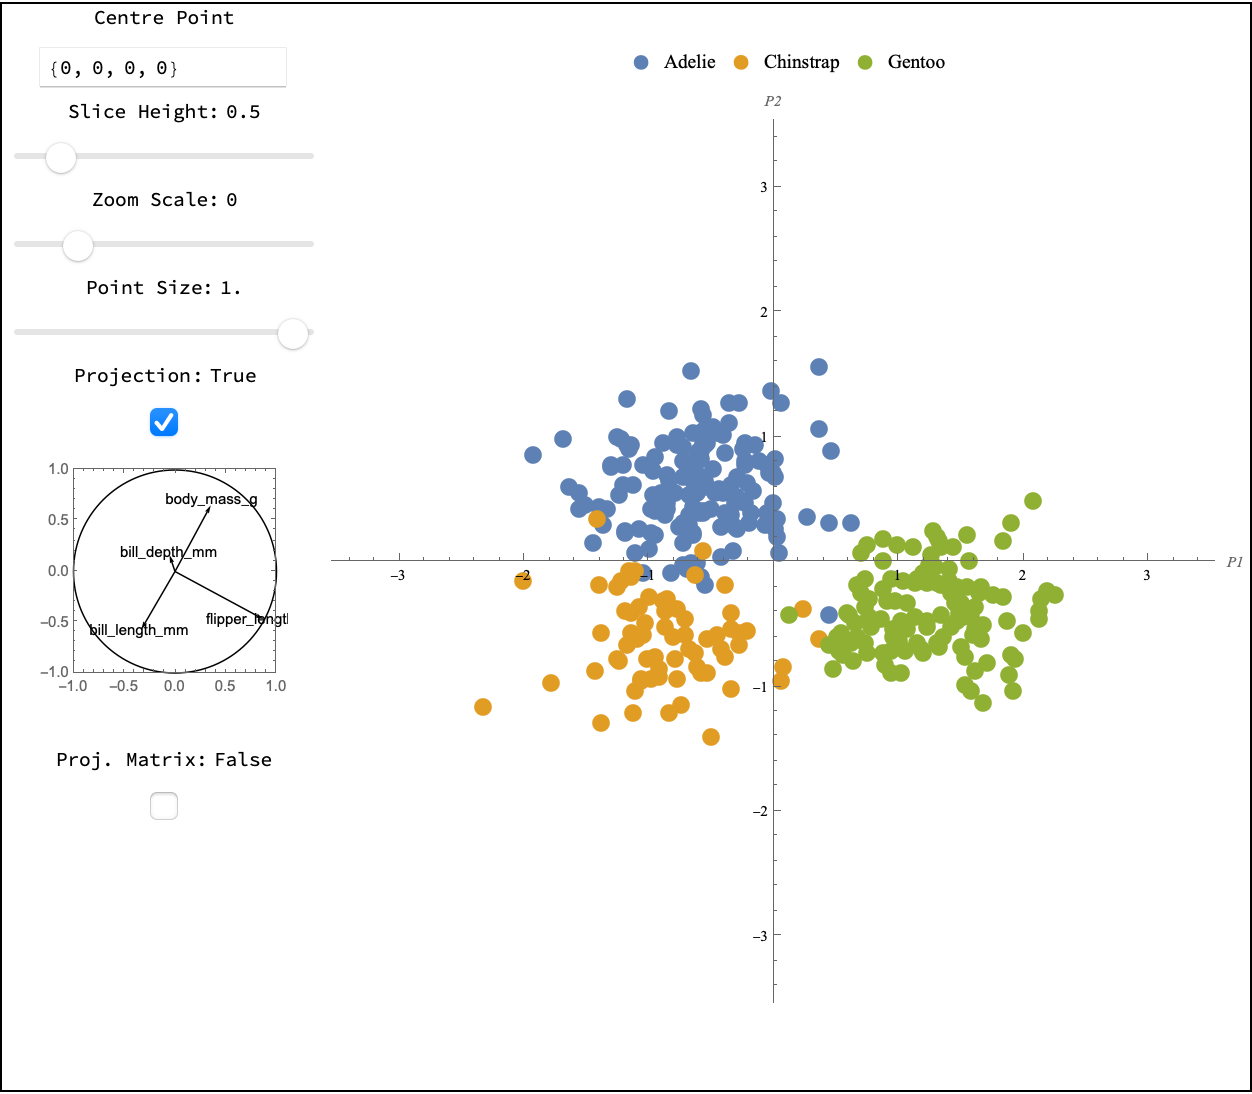 Centre Point
{0, 0, 0, 0}
Slice Height: 0.5
Zoom Scale: 0
Point Size: 1.
Projection: True
1.0
0.5
0.0
−0.5
−1.0
body_mass_g
bill_depth_mm
flipper_lengt
bill_length_mm
−1.0 −0.5 0.0 0.5 1.0
Proj. Matrix: False
Adelie Chinstrap Gentoo
P2
3
2
1
−3 −2 −1 1 2 3 P1
−1
−2
−3